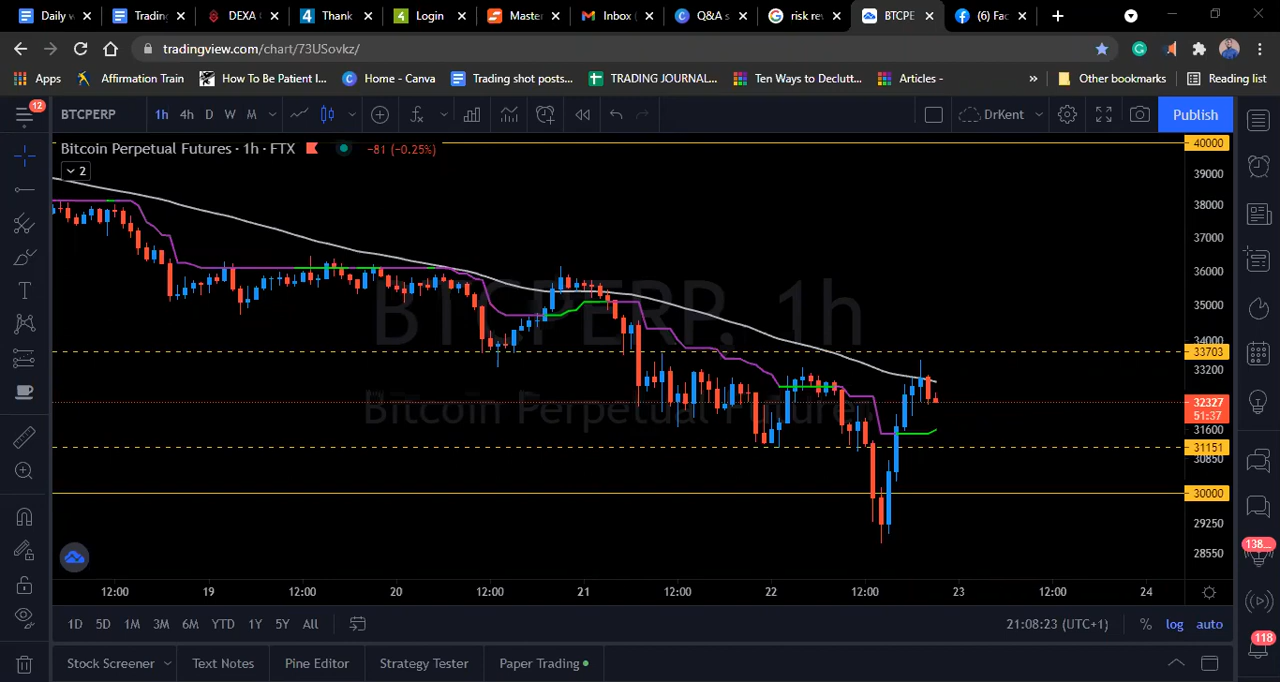 Daily w
Trading
DEXA C
Thank
Login
Master
Inbox (
Q&A s
risk rev
BTCPE
(6) Fac
tradingview.com/chart/73USovkz/
Apps
Affirmation Train
How To Be Patient I...
Home - Canva
Trading shot posts...
TRADING JOURNAL...
Ten Ways to Declutt...
Articles -
Other bookmarks
Reading list
12
BTCPERP
1h
4h
D
W
M
DrKent
Publish
Bitcoin Perpetual Futures · 1h · FTX
−81 (−0.25%)
2
BTCPERP, 1h
Bitcoin Perpetual Futures
40000
39000
38000
37000
36000
35000
34000
33703
33200
32327
51:37
31600
31151
30850
30000
29250
28550
12:00
19
12:00
20
12:00
21
12:00
22
12:00
23
12:00
24
1D
5D
1M
3M
6M
YTD
1Y
5Y
All
21:08:23 (UTC+1)
%
log
auto
138...
118
Stock Screener
Text Notes
Pine Editor
Strategy Tester
Paper Trading